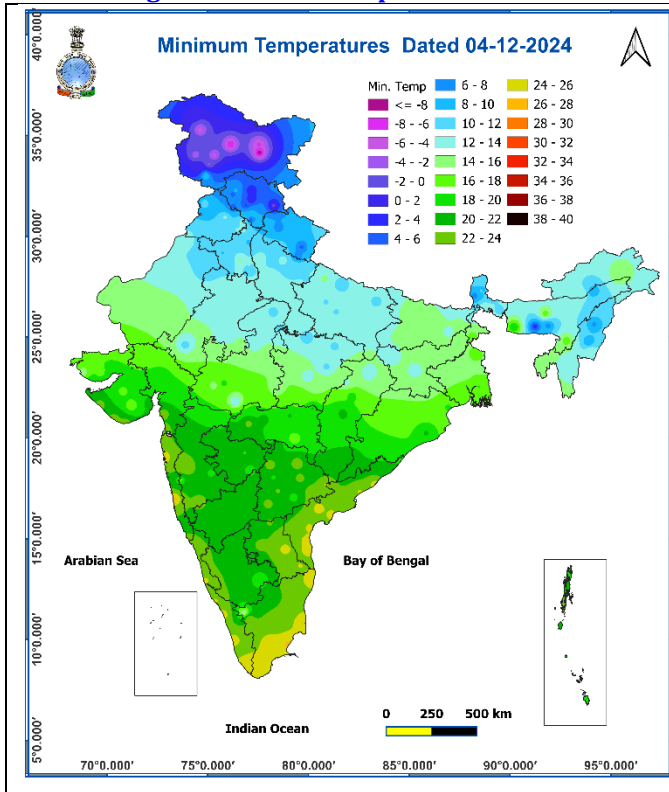 Minimum Temperatures Dated 04-12-2024
Min. Temp
<= -8
-8 - -6
-6 - -4
-4 - -2
-2 - 0
0 - 2
2 - 4
4 - 6
6 - 8
8 - 10
10 - 12
12 - 14
14 - 16
16 - 18
18 - 20
20 - 22
22 - 24
24 - 26
26 - 28
28 - 30
30 - 32
32 - 34
34 - 36
36 - 38
38 - 40
40°0.000'
35°0.000'
30°0.000'
25°0.000'
20°0.000'
15°0.000'
10°0.000'
5°0.000'
Arabian Sea
Bay of Bengal
Indian Ocean
0 250 500 km
70°0.000' 75°0.000' 80°0.000' 85°0.000' 90°0.000' 95°0.000'